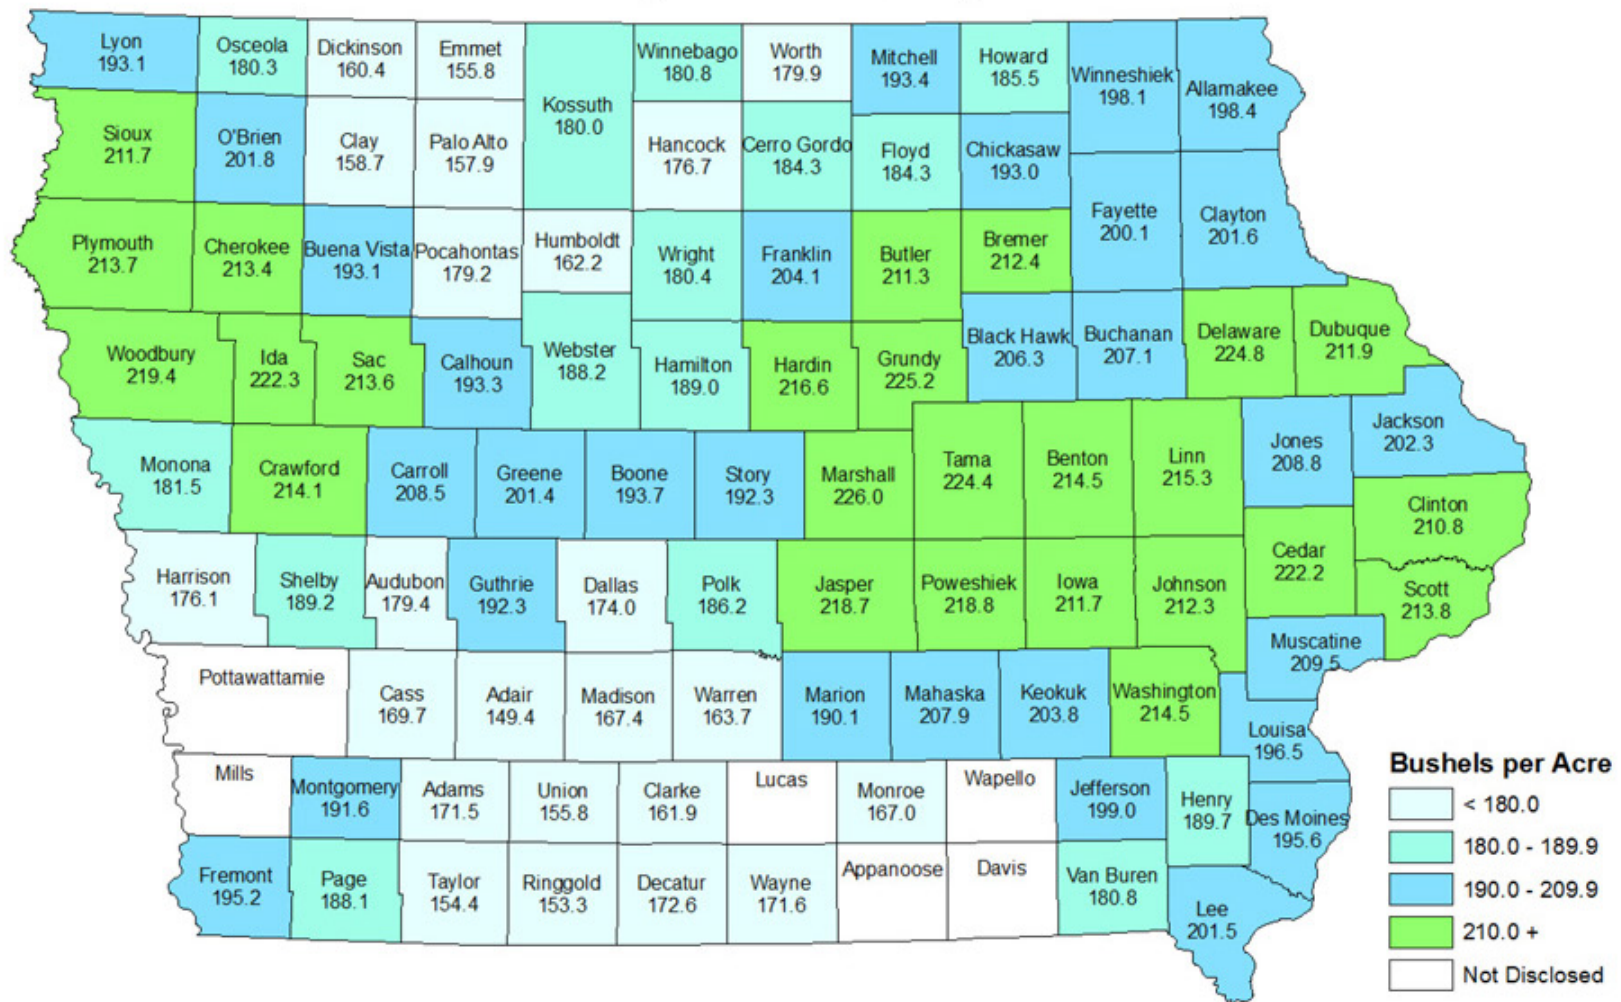 Lyon
193.1
Osceola
180.3
Dickinson
160.4
Emmet
155.8
Kossuth
180.0
Winnebago
180.8
Worth
179.9
Mitchell
193.4
Howard
185.5
Winneshiek
198.1
Allamakee
198.4
Sioux
211.7
O'Brien
201.8
Clay
158.7
Palo Alto
157.9
Hancock
176.7
Cerro Gordo
184.3
Floyd
184.3
Chickasaw
193.0
Fayette
200.1
Clayton
201.6
Plymouth
213.7
Cherokee
213.4
Buena Vista
193.1
Pocahontas
179.2
Humboldt
162.2
Wright
180.4
Franklin
204.1
Butler
211.3
Bremer
212.4
Woodbury
219.4
Ida
222.3
Sac
213.6
Calhoun
193.3
Webster
188.2
Hamilton
189.0
Hardin
216.6
Grundy
225.2
Black Hawk
206.3
Buchanan
207.1
Delaware
224.8
Dubuque
211.9
Monona
181.5
Crawford
214.1
Carroll
208.5
Greene
201.4
Boone
193.7
Story
192.3
Marshall
226.0
Tama
224.4
Benton
214.5
Linn
215.3
Jones
208.8
Jackson
202.3
Clinton
210.8
Harrison
176.1
Shelby
189.2
Audubon
179.4
Guthrie
192.3
Dallas
174.0
Polk
186.2
Jasper
218.7
Poweshiek
218.8
Iowa
211.7
Johnson
212.3
Cedar
222.2
Scott
213.8
Pottawattamie
Cass
169.7
Adair
149.4
Madison
167.4
Warren
163.7
Marion
190.1
Mahaska
207.9
Keokuk
203.8
Washington
214.5
Muscatine
209.5
Louisa
196.5
Mills
Montgomery
191.6
Adams
171.5
Union
155.8
Clarke
161.9
Lucas
Monroe
167.0
Wapello
Jefferson
199.0
Henry
189.7
Des Moines
195.6
Fremont
195.2
Page
188.1
Taylor
154.4
Ringgold
153.3
Decatur
172.6
Wayne
171.6
Appanoose
Davis
Van Buren
180.8
Lee
201.5
Bushels per Acre
< 180.0
180.0 - 189.9
190.0 - 209.9
210.0 +
Not Disclosed